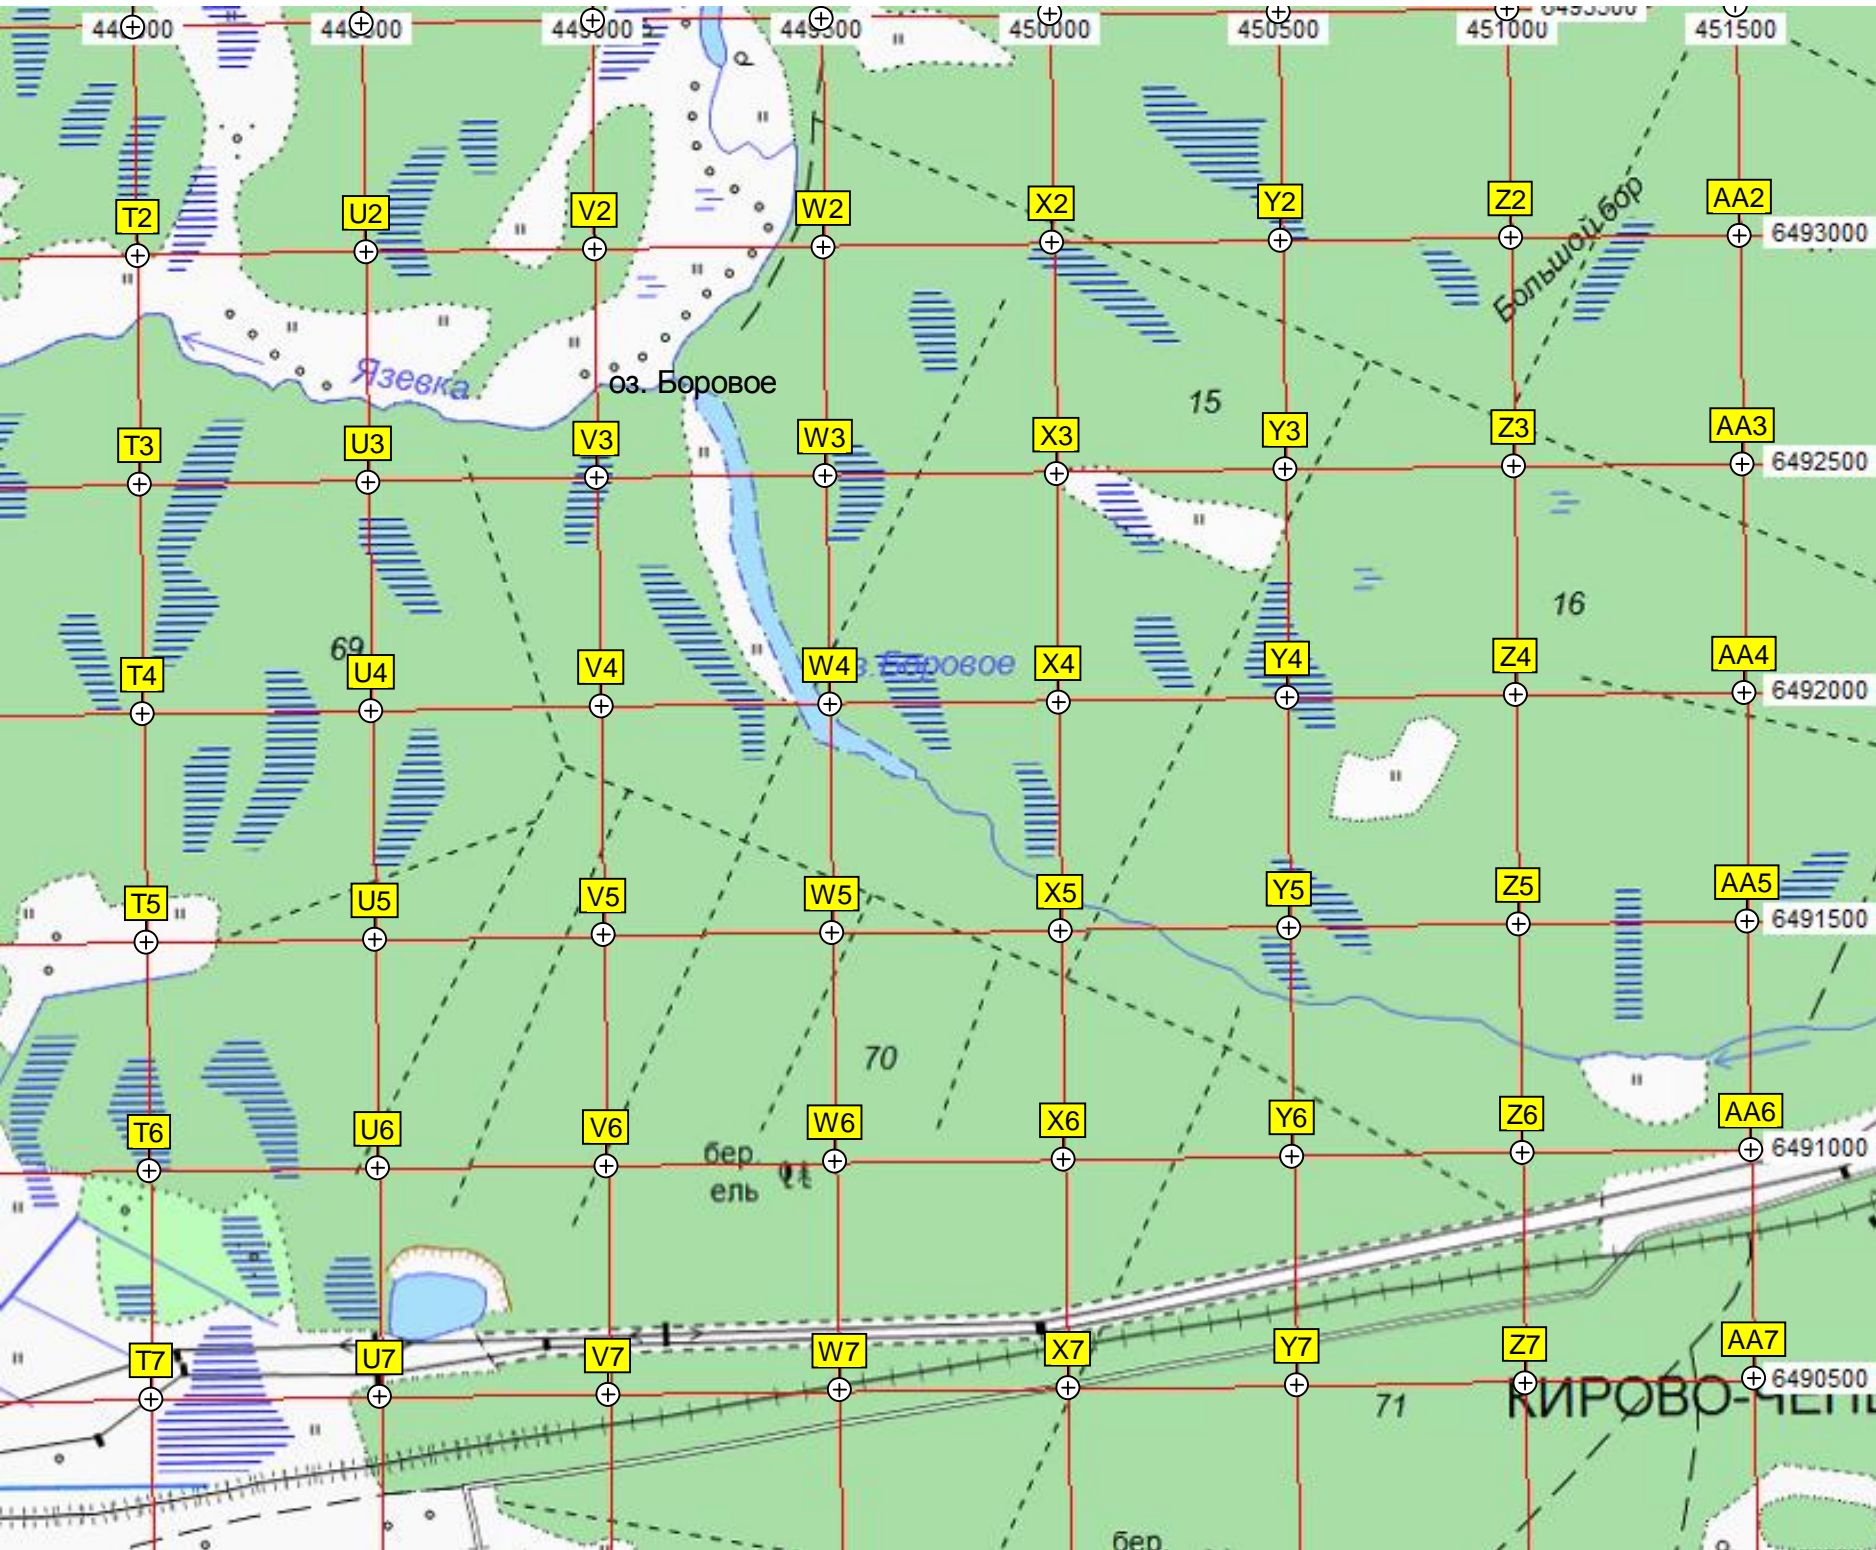 450000 450500 451000 451500
T2 U2 V2 W2 X2 Y2 Z2 AA2
6493000
Большой бор
Язевка
оз. Боровое
15
T3 U3 V3 W3 X3 Y3 Z3 AA3
6492500
16
69
Боровое
T4 U4 V4 W4 X4 Y4 Z4 AA4
6492000
T5 U5 V5 W5 X5 Y5 Z5 AA5
6491500
70
T6 U6 V6 W6 X6 Y6 Z6 AA6
6491000
бер.
ель
T7 U7 V7 W7 X7 Y7 Z7 AA7
6490500
71
КИРОВО-ЧЕПЕ
бер.